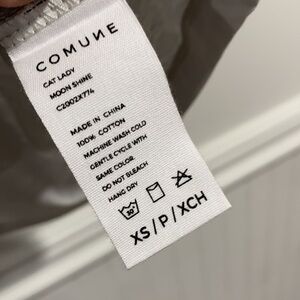 COMUNE
CAT LADY
MOON SHINE
C2002X774
MADE IN CHINA
100% COTTON
MACHINE WASH COLD
GENTLE CYCLE WITH
SAME COLOR.
DO NOT BLEACH
HANG DRY
30°
XS/P/XCH